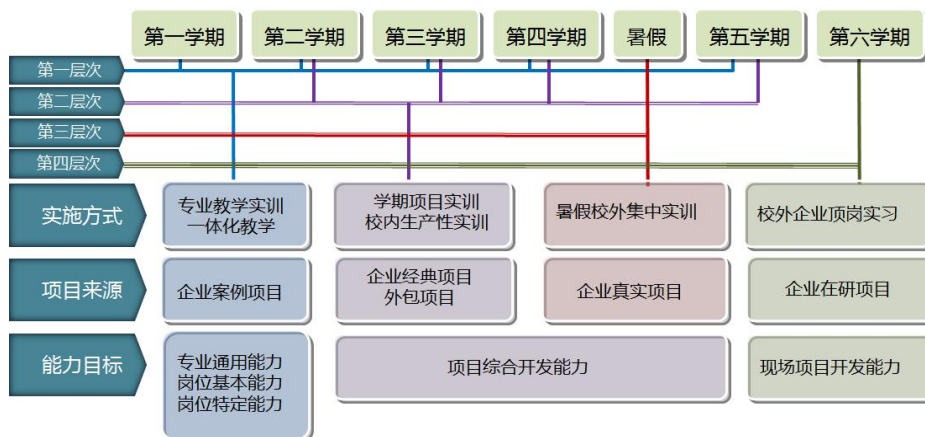 第一学期 第二学期 第三学期 第四学期 暑假 第五学期 第六学期
第一层次
第二层次
第三层次
第四层次
实施方式
专业教学实训
一体化教学
学期项目实训
校内生产性实训
暑假校外集中实训
校外企业顶岗实习
项目来源
企业案例项目
企业经典项目
外包项目
企业真实项目
企业在研项目
能力目标
专业通用能力
岗位基本能力
岗位特定能力
项目综合开发能力
现场项目开发能力